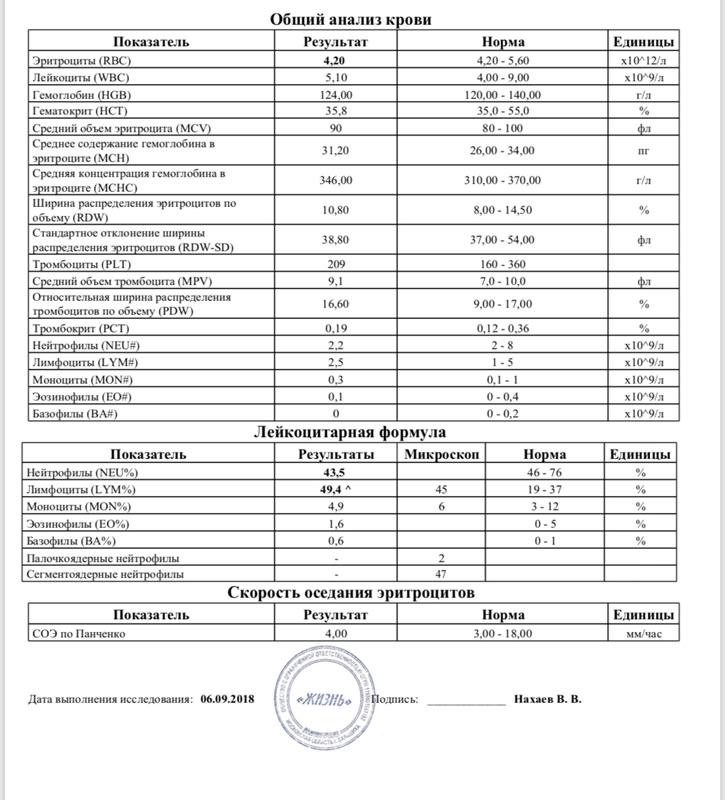 Общий анализ крови
Показатель Результат Норма Единицы
Эритроциты (RBC) 4,20 4,20 - 5,60 x10^12/л
Лейкоциты (WBC) 5,10 4,00 - 9,00 x10^9/л
Гемоглобин (HGB) 124,00 120,00 - 140,00 г/л
Гематокрит (HCT) 35,8 35,0 - 55,0 %
Средний объем эритроцита (MCV) 90 80 - 100 фл
Среднее содержание гемоглобина в
эритроците (MCH) 31,20 26,00 - 34,00 пг
Средняя концентрация гемоглобина в
эритроците (MCHC) 346,00 310,00 - 370,00 г/л
Ширина распределения эритроцитов по
объему (RDW) 10,80 8,00 - 14,50 %
Стандартное отклонение ширины
распределения эритроцитов (RDW-SD) 38,80 37,00 - 54,00 фл
Тромбоциты (PLT) 209 160 - 360
Средний объем тромбоцита (MPV) 9,1 7,0 - 10,0 фл
Относительная ширина распределения
тромбоцитов по объему (PDW) 16,60 9,00 - 17,00 %
Тромбокрит (PCT) 0,19 0,12 - 0,36 %
Нейтрофилы (NEU#) 2,2 2 - 8 x10^9/л
Лимфоциты (LYM#) 2,5 1 - 5 x10^9/л
Моноциты (MON#) 0,3 0,1 - 1 x10^9/л
Эозинофилы (EO#) 0,1 0 - 0,4 x10^9/л
Базофилы (BA#) 0 0 - 0,2 x10^9/л
Лейкоцитарная формула
Показатель Результаты Микроскоп Норма Единицы
Нейтрофилы (NEU%) 43,5 46 - 76 %
Лимфоциты (LYM%) 49,4 ^ 45 19 - 37 %
Моноциты (MON%) 4,9 6 3 - 12 %
Эозинофилы (EO%) 1,6 0 - 5 %
Базофилы (BA%) 0,6 0 - 1 %
Палочкоядерные нейтрофилы - 2
Сегментоядерные нейтрофилы - 47
Скорость оседания эритроцитов
Показатель Результат Норма Единицы
СОЭ по Панченко 4,00 3,00 - 18,00 мм/час
Дата выполнения исследования: 06.09.2018 «ЖИЗНЬ» Подпись: ______________ Нахаев В. В.